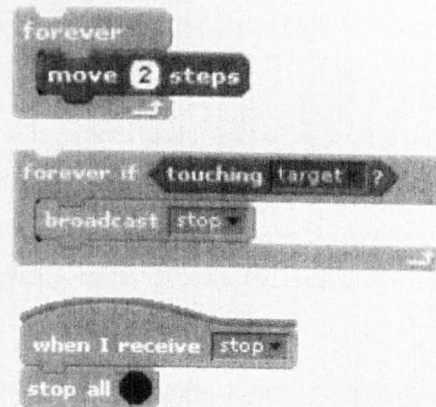 forever
move 2 steps
forever if touching target ?
broadcast stop
when I receive stop
stop all